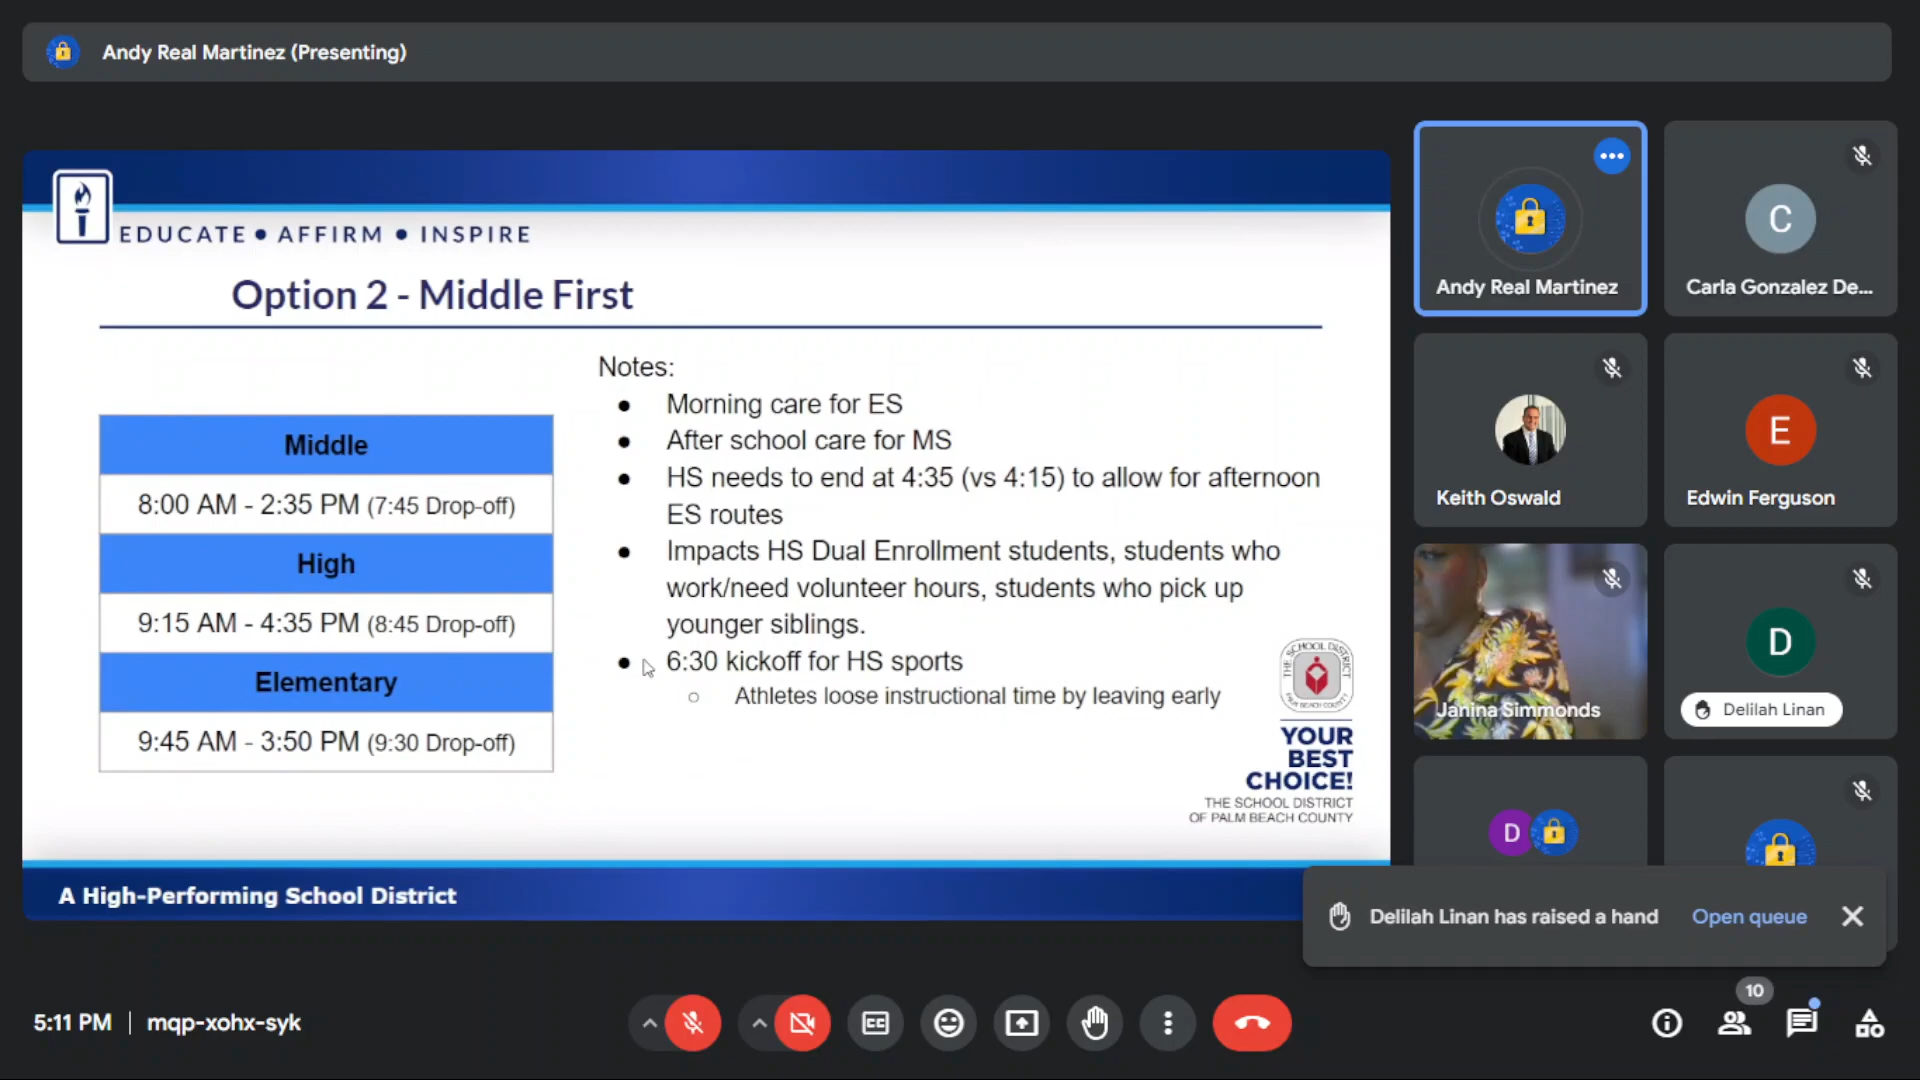 Andy Real Martinez (Presenting)
EDUCATE • AFFIRM • INSPIRE
Option 2 - Middle First
Middle
8:00 AM - 2:35 PM (7:45 Drop-off)
High
9:15 AM - 4:35 PM (8:45 Drop-off)
Elementary
9:45 AM - 3:50 PM (9:30 Drop-off)
Notes:
● Morning care for ES
● After school care for MS
● HS needs to end at 4:35 (vs 4:15) to allow for afternoon
ES routes
● Impacts HS Dual Enrollment students, students who
work/need volunteer hours, students who pick up
younger siblings.
● 6:30 kickoff for HS sports
○ Athletes loose instructional time by leaving early
THE SCHOOL DISTRICT
PALM BEACH COUNTY
YOUR
BEST
CHOICE!
THE SCHOOL DISTRICT
OF PALM BEACH COUNTY
A High-Performing School District
Andy Real Martinez
C
Carla Gonzalez De...
Keith Oswald
E
Edwin Ferguson
Janina Simmonds
D
Delilah Linan
D
Delilah Linan has raised a hand
Open queue
5:11 PM | mqp-xohx-syk
CC
10